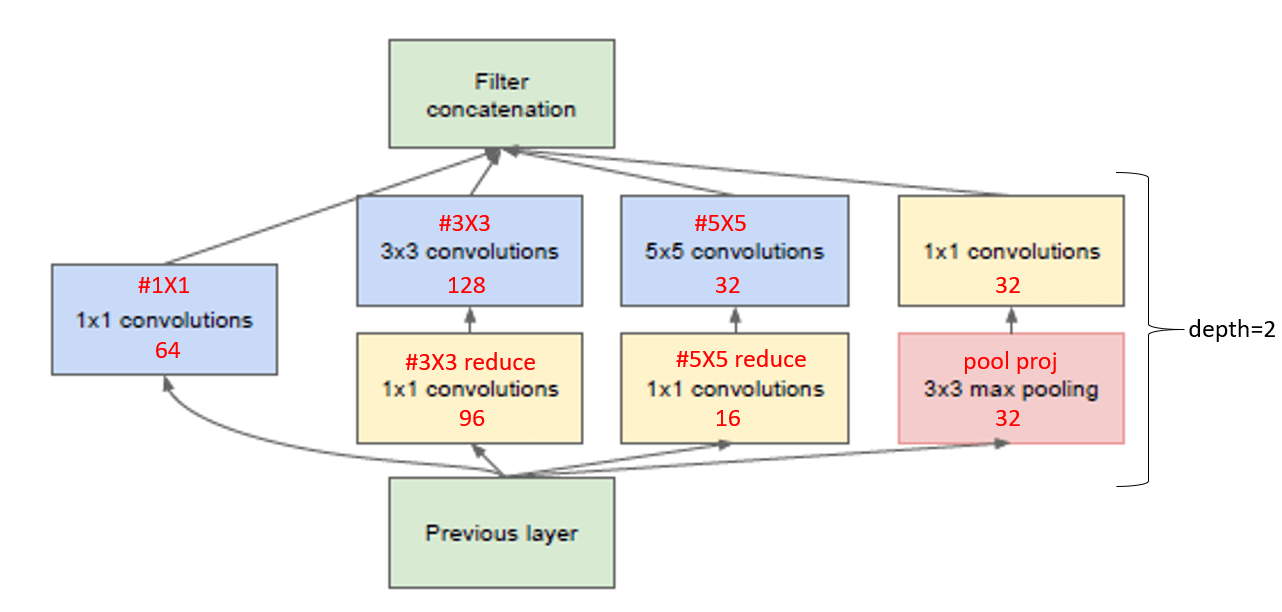 Filter
concatenation
#1X1
1x1 convolutions
64
#3X3
3x3 convolutions
128
#5X5
5x5 convolutions
32
1x1 convolutions
32
#3X3 reduce
1x1 convolutions
96
#5X5 reduce
1x1 convolutions
16
pool proj
3x3 max pooling
32
depth=2
Previous layer